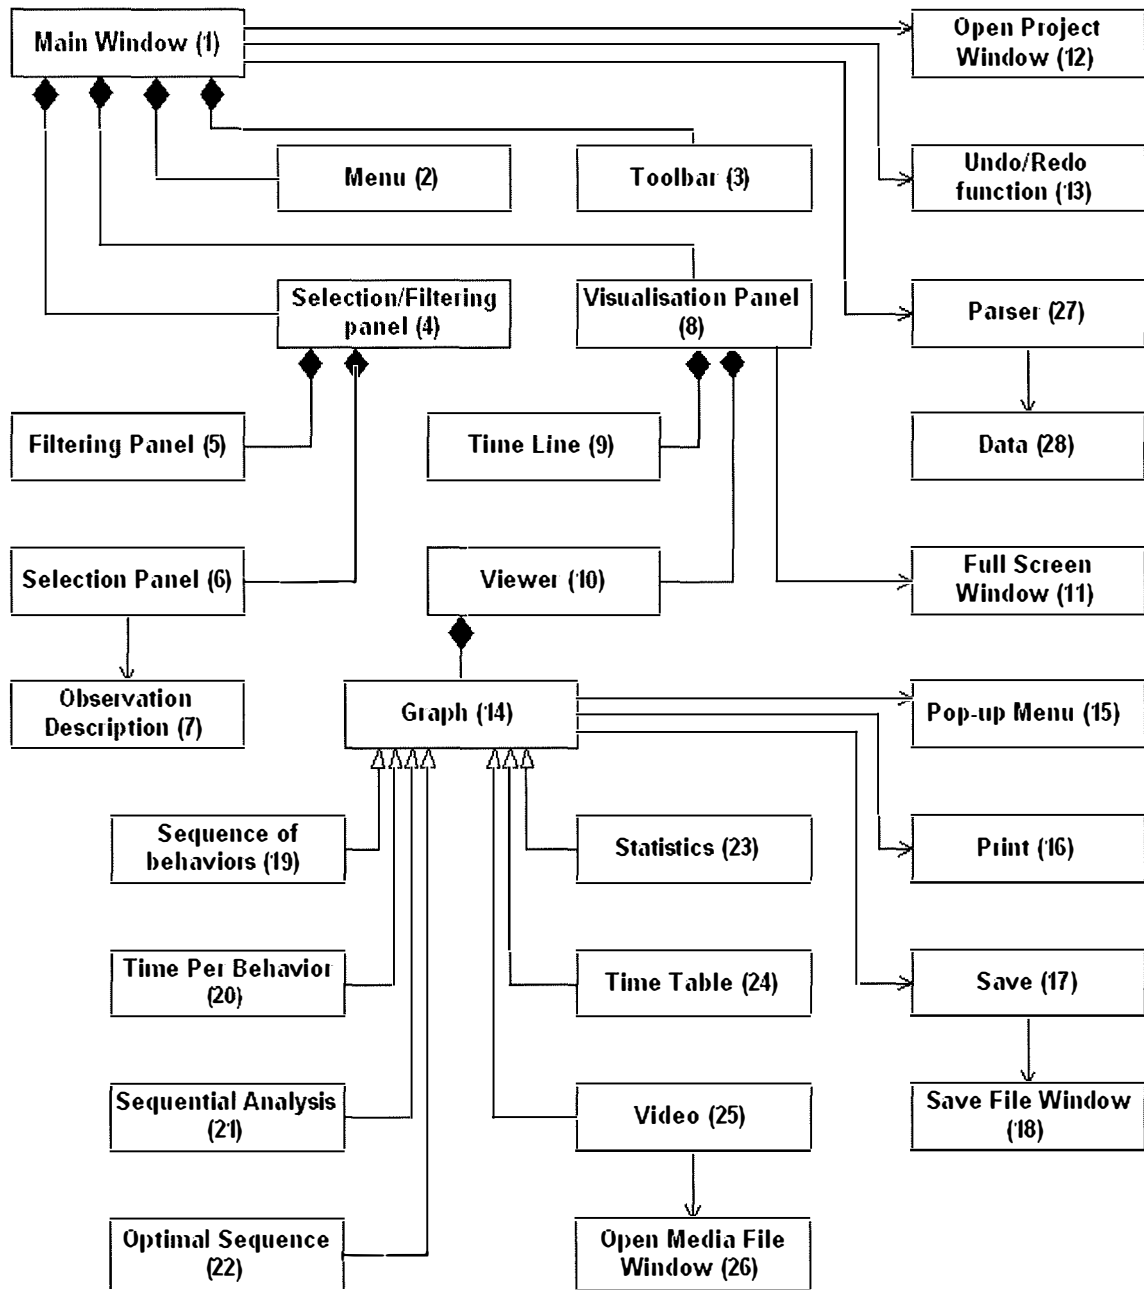 Main Window (1)
Open Project
Window (12)
Menu (2)
Toolbar (3)
Undo/Redo
function (13)
Selection/Filtering
panel (4)
Visualisation Panel
(8)
Parser (27)
Filtering Panel (5)
Time Line (9)
Data (28)
Selection Panel (6)
Viewer (10)
Full Screen
Window (11)
Observation
Description (7)
Graph (14)
Pop-up Menu (15)
Sequence of
behaviors (19)
Statistics (23)
Print (16)
Time Per Behavior
(20)
Time Table (24)
Save (17)
Sequential Analysis
(21)
Video (25)
Save File Window
(18)
Optimal Sequence
(22)
Open Media File
Window (26)